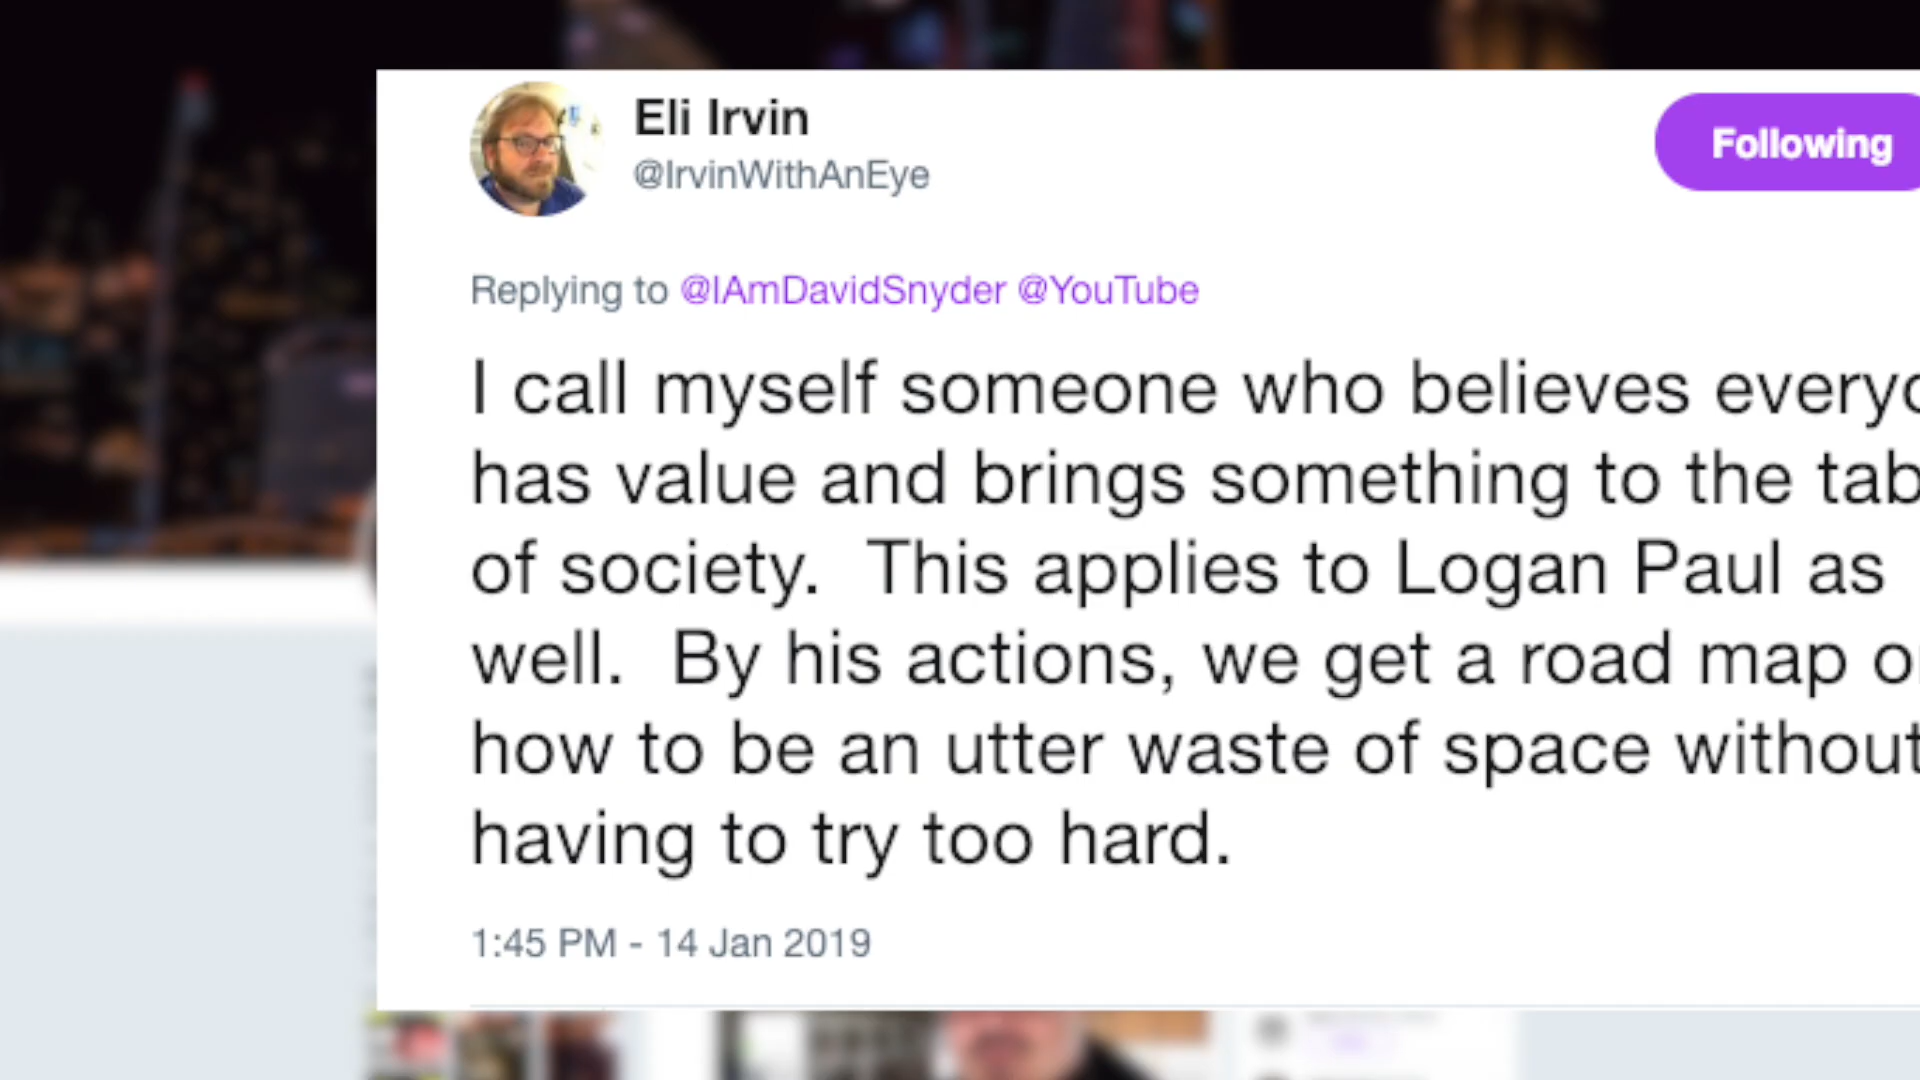 Eli Irvin
@IrvinWithAnEye
Following
Replying to @IAmDavidSnyder @YouTube
I call myself someone who believes
has value and brings something to the
of society. This applies to Logan Paul as
well. By his actions, we get a road map
how to be an utter waste of space without
having to try too hard.
1:45 PM - 14 Jan 2019